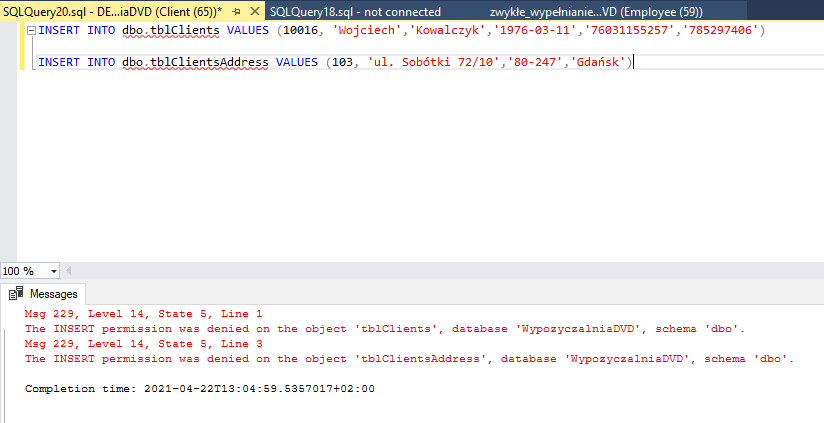 SQLQuery20.sql - DE...iaDVD (Client (65))* SQLQuery18.sql - not connected zwykłe_wypełnianie...VD (Employee (59))
INSERT INTO dbo.tblClients VALUES (10016, 'Wojciech','Kowalczyk','1976-03-11','76031155257','785297406')
INSERT INTO dbo.tblClientsAddress VALUES (103, 'ul. Sobótki 72/10','80-247','Gdańsk')
100 %
Messages
Msg 229, Level 14, State 5, Line 1
The INSERT permission was denied on the object 'tblClients', database 'WypozyczalniaDVD', schema 'dbo'.
Msg 229, Level 14, State 5, Line 3
The INSERT permission was denied on the object 'tblClientsAddress', database 'WypozyczalniaDVD', schema 'dbo'.
Completion time: 2021-04-22T13:04:59.5357017+02:00